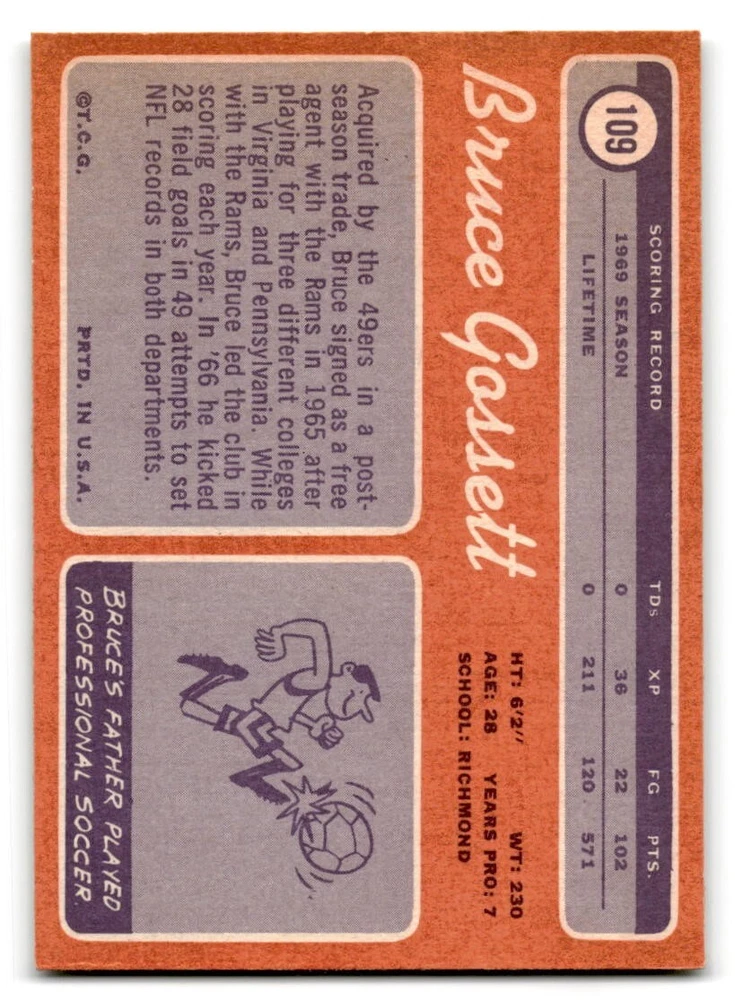 109
SCORING RECORD TDs XP FG PTS.
1969 SEASON 0 36 22 102
LIFETIME 0 211 120 571
Bruce Gossett
HT: 6'2" WT: 230
AGE: 28 YEARS PRO: 7
SCHOOL: RICHMOND
Acquired by the 49ers in a post-
season trade, Bruce signed as a free
agent with the Rams in 1965 after
playing for three different colleges
in Virginia and Pennsylvania. While
with the Rams, Bruce led the club in
scoring each year. In '66 he kicked
28 field goals in 49 attempts to set
NFL records in both departments.
©T.C.G. PRTD. IN U.S.A.
BRUCE'S FATHER PLAYED
PROFESSIONAL SOCCER